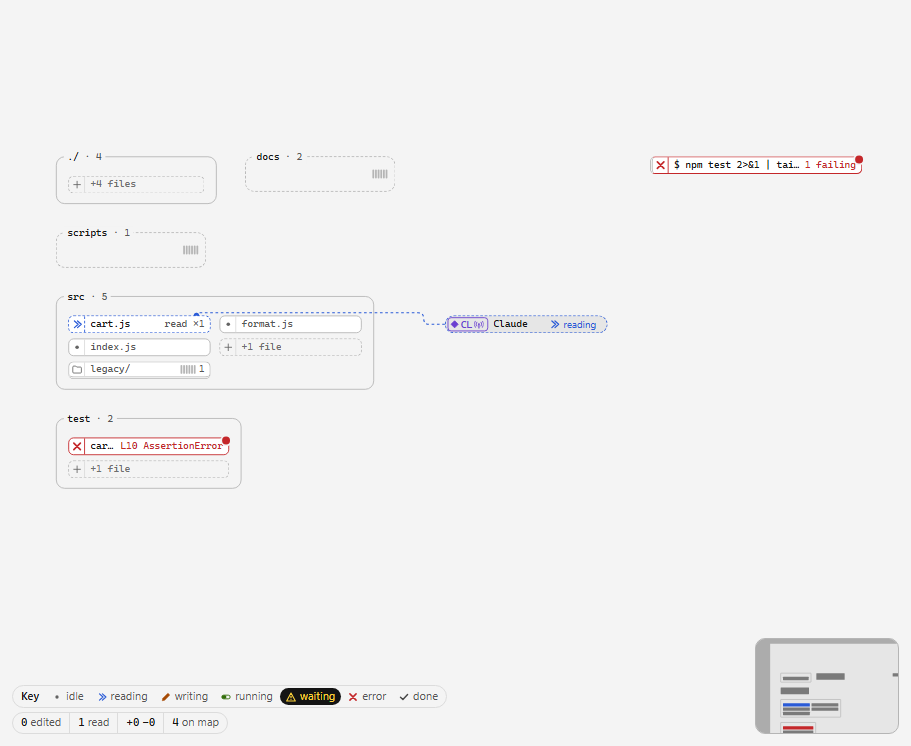 ./ · 4
+4 files
docs · 2
$ npm test 2>&1 | tai… 1 failing
scripts · 1
src · 5
cart.js read ×1
format.js
CL Claude reading
index.js
+1 file
legacy/ 1
test · 2
car… L10 AssertionError
+1 file
Key idle reading writing running waiting error done
0 edited 1 read +0 −0 4 on map